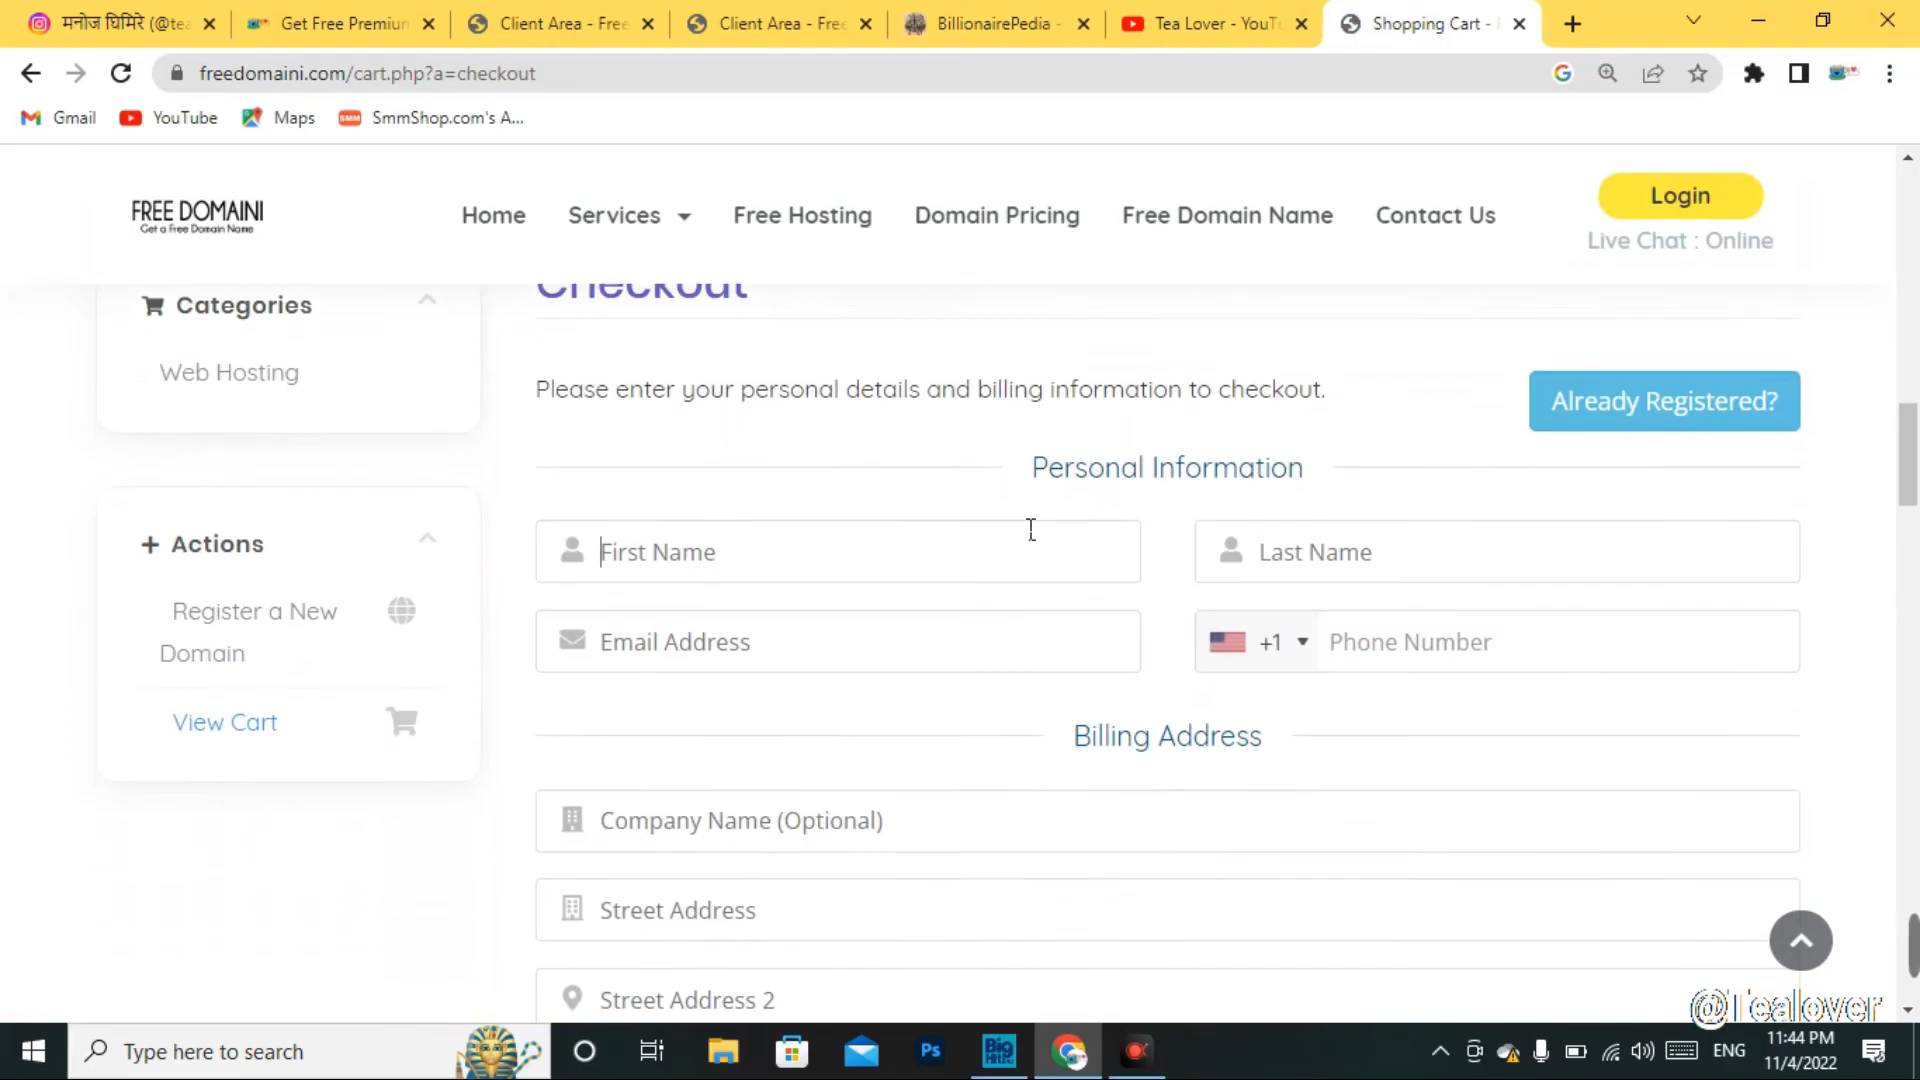 मनोज घिमिरे (@tea
Get Free Premium
Client Area - Free
Client Area - Free
BillionairePedia -
Tea Lover - YouTu
Shopping Cart -
freedomaini.com/cart.php?a=checkout
Gmail
YouTube
Maps
SMM
SmmShop.com's A...
FREE DOMAINI
Get a Free Domain Name
Home
Services
Free Hosting
Domain Pricing
Free Domain Name
Contact Us
Login
Live Chat : Online
Categories
Web Hosting
Actions
Register a New
Domain
View Cart
Checkout
Please enter your personal details and billing information to checkout.
Already Registered?
Personal Information
First Name
Last Name
Email Address
+1
Phone Number
Billing Address
Company Name (Optional)
Street Address
Street Address 2
@Tealover
Type here to search
Ps
ENG
11:44 PM
11/4/2022